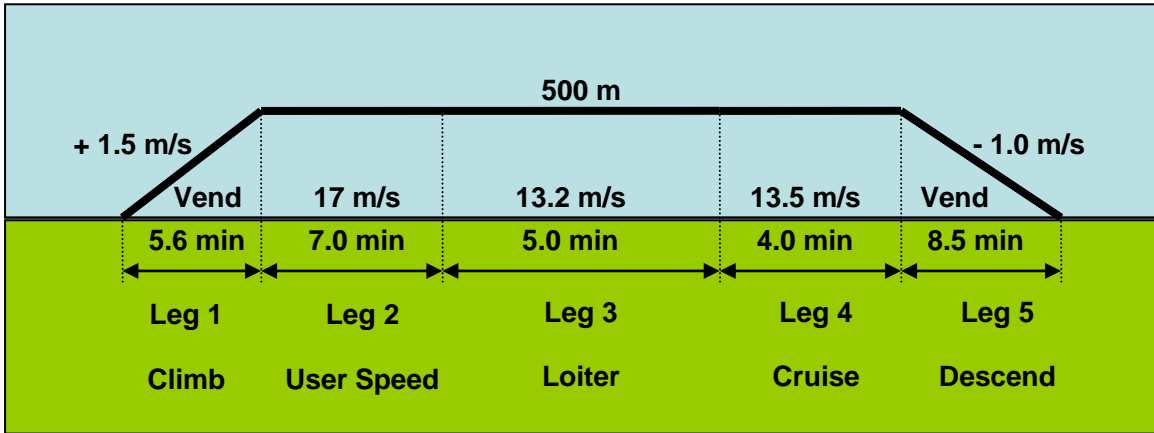 500 m
+ 1.5 m/s
- 1.0 m/s
Vend 17 m/s 13.2 m/s 13.5 m/s Vend
5.6 min 7.0 min 5.0 min 4.0 min 8.5 min
Leg 1 Leg 2 Leg 3 Leg 4 Leg 5
Climb User Speed Loiter Cruise Descend